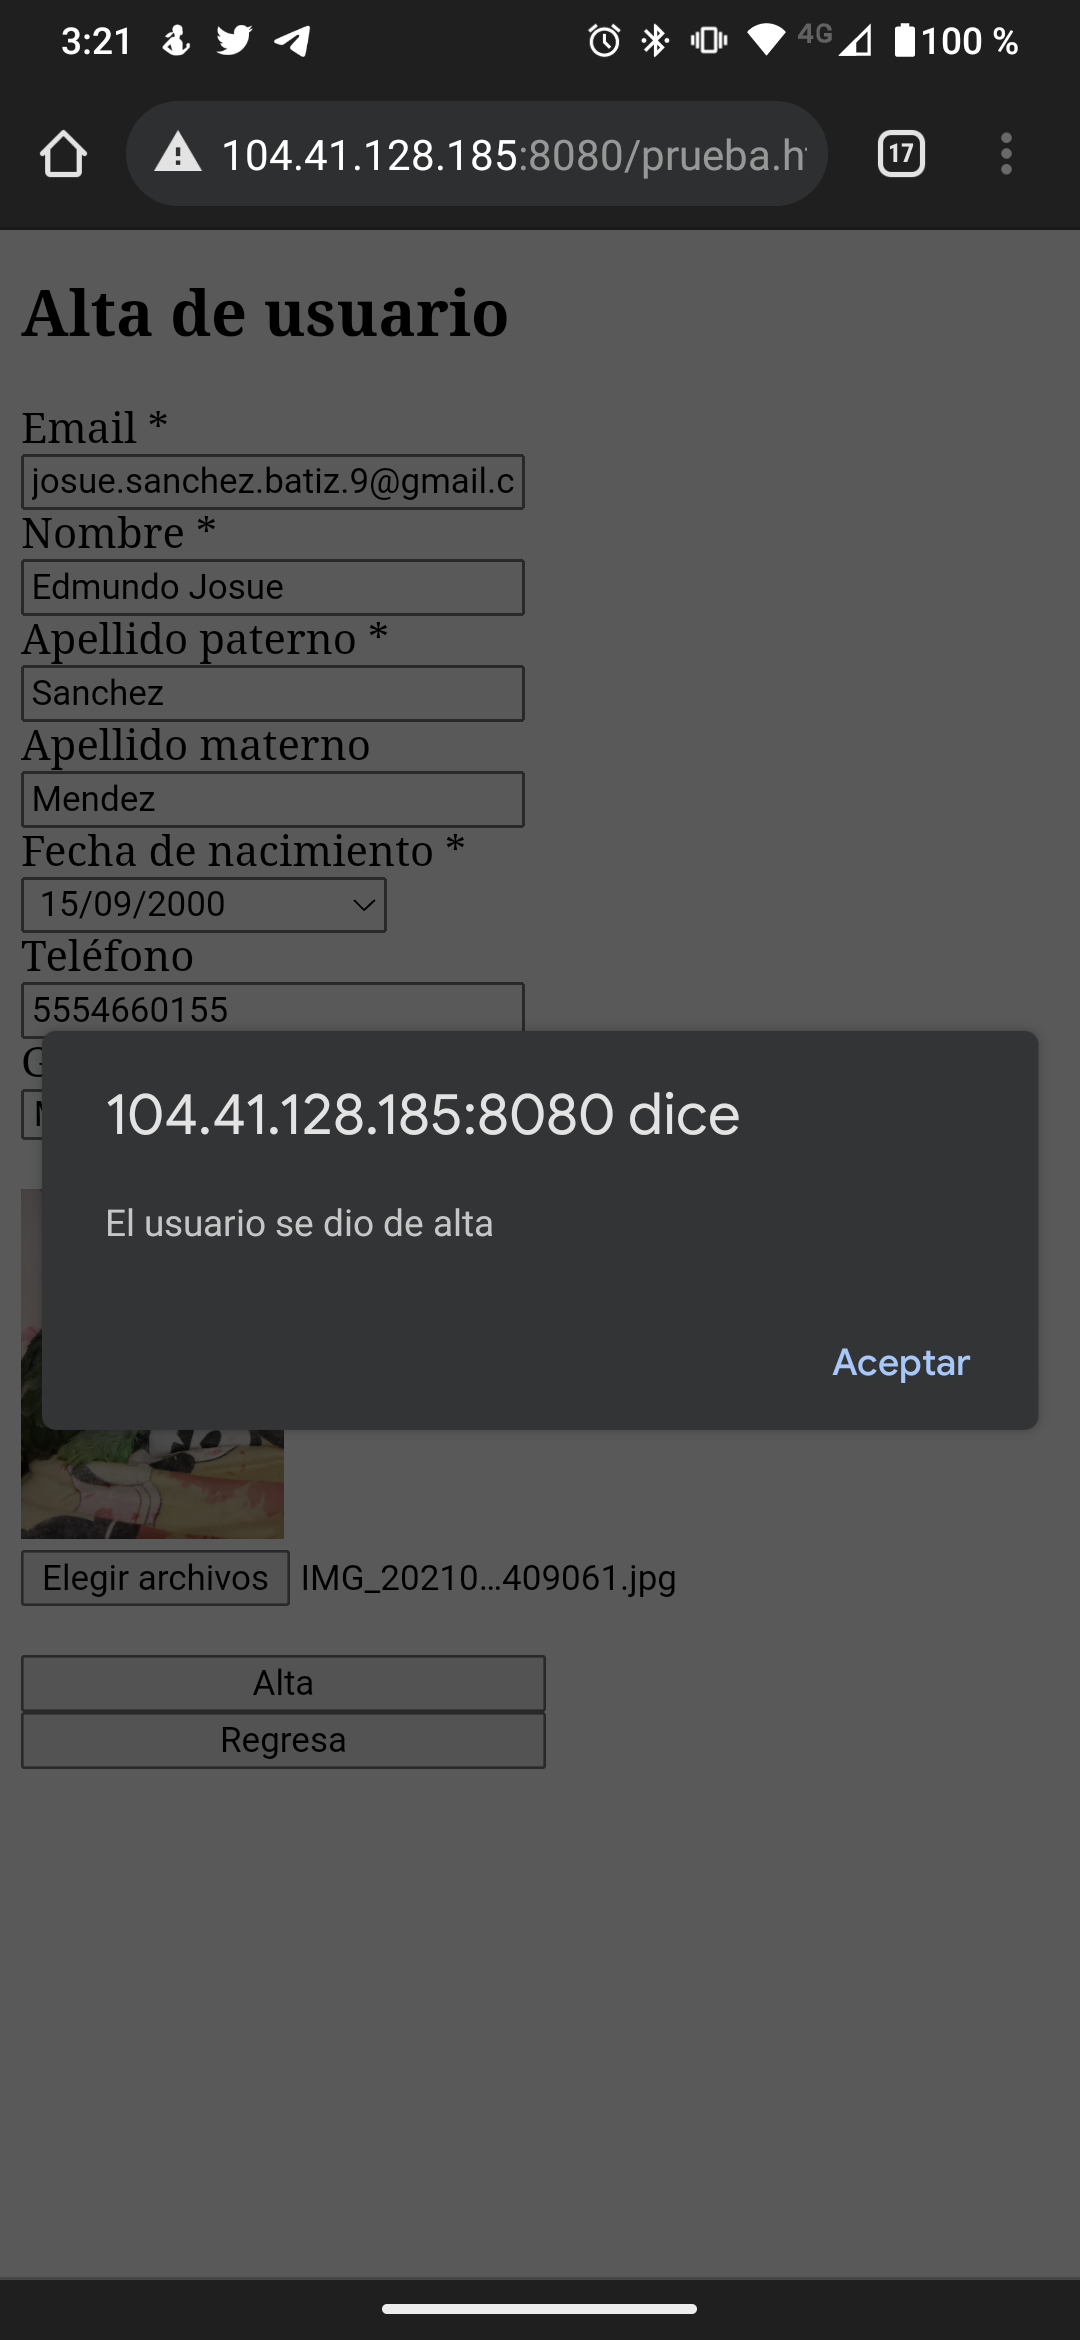 3:21 4G 100 %
104.41.128.185:8080/prueba.h 17
Alta de usuario
Email *
josue.sanchez.batiz.9@gmail.c
Nombre *
Edmundo Josue
Apellido paterno *
Sanchez
Apellido materno
Mendez
Fecha de nacimiento *
15/09/2000
Teléfono
5554660155
104.41.128.185:8080 dice
El usuario se dio de alta
Aceptar
Elegir archivos IMG_20210...409061.jpg
Alta
Regresa